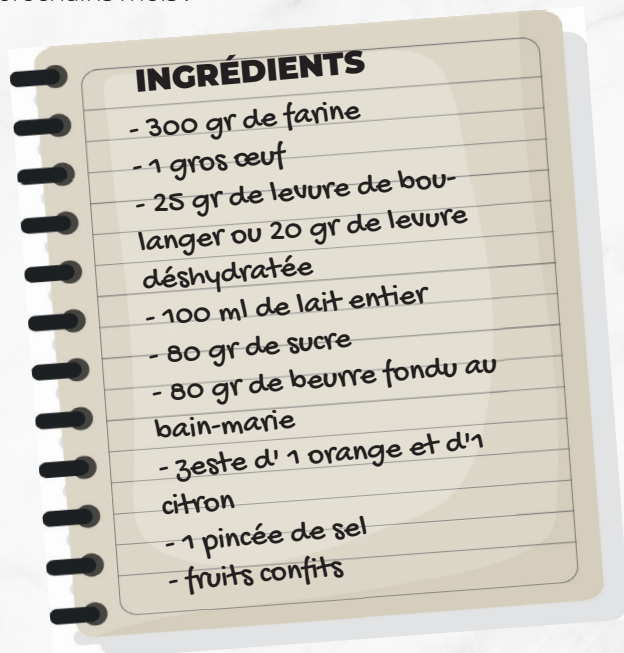 INGRÉDIENTS
- 300 gr de farine
- 1 gros œuf
- 25 gr de levure de bou-
langer ou 20 gr de levure
déshydratée
- 100 ml de lait entier
- 80 gr de sucre
- 80 gr de beurre fondu au
bain-marie
- zeste d' 1 orange et d'1
citron
- 1 pincée de sel
- fruits confits